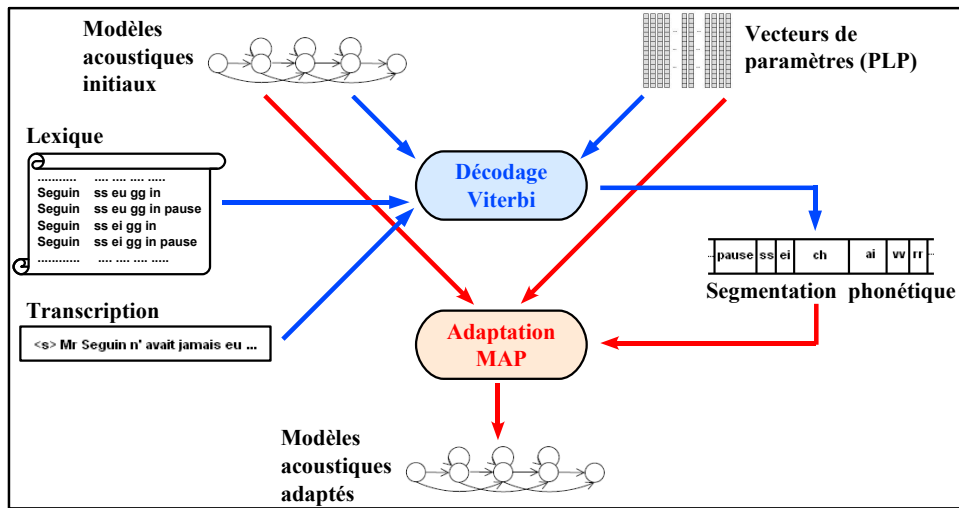 Modèles
acoustiques
initiaux
Vecteurs de
paramètres (PLP)
Lexique
........... .... .... .... .....
Seguin ss eu gg in
Seguin ss eu gg in pause
Seguin ss ei gg in
Seguin ss ei gg in pause
............ .... .... .... .....
Décodage
Viterbi
... pause ss ei ch ai vv rr ...
Segmentation phonétique
Transcription
<s> Mr Seguin n' avait jamais eu ...
Adaptation
MAP
Modèles
acoustiques
adaptés